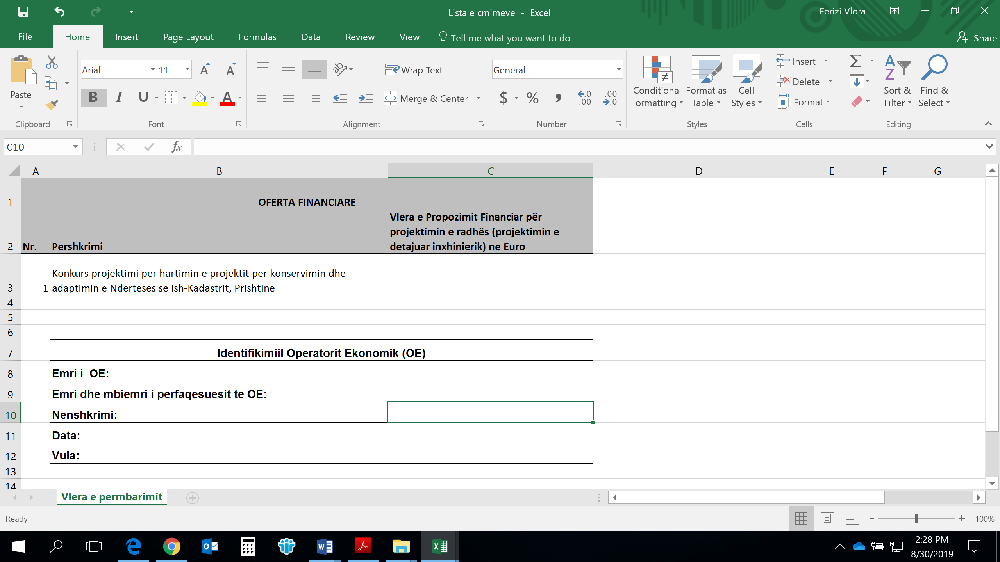 Lista e cmimeve - Excel
Ferizi Vlora
File
Home
Insert
Page Layout
Formulas
Data
Review
View
Tell me what you want to do
Share
Paste
Clipboard
Arial
11
B I U
Font
Wrap Text
Merge & Center
Alignment
General
$ % ,
Number
Conditional
Formatting
Format as
Table
Cell
Styles
Styles
Insert
Delete
Format
Cells
Sort &
Filter
Find &
Select
Editing
C10
fx
A B C D E F G
1 OFERTA FINANCIARE
2 Nr. Pershkrimi
Vlera e Propozimit Financiar për
projektimin e radhës (projektimin e
detajuar inxhinierik) ne Euro
3 1
Konkurs projektimi per hartimin e projektit per konservimin dhe
adaptimin e Nderteses se Ish-Kadastrit, Prishtine
4
5
6
7 Identifikimiil Operatorit Ekonomik (OE)
8 Emri i  OE:
9 Emri dhe mbiemri i perfaqesuesit te OE:
10 Nenshkrimi:
11 Data:
12 Vula:
13
14
Vlera e permbarimit
Ready
100%
2:28 PM
8/30/2019